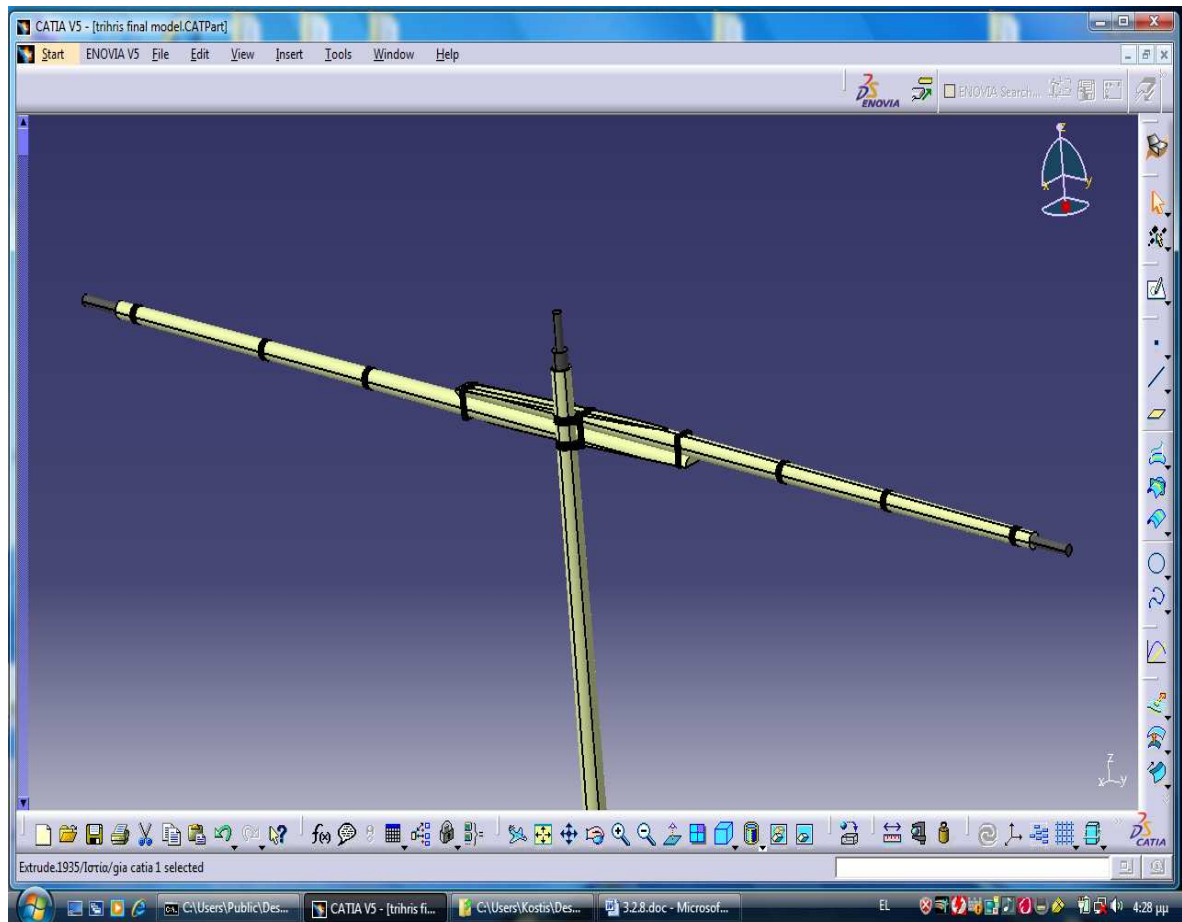 CATIA V5 - [trihris final model.CATPart]
Start ENOVIA V5 File Edit View Insert Tools Window Help
ENOVIA ENOVIA Search...
z
x y
z
x y
f(x)
CATIA
Extrude.1935/Ιστίο/gia catia 1 selected
C:\Users\Public\Des... CATIA V5 - [trihris fi... C:\Users\Kostis\Des... 3.2.8.doc - Microsof... EL 4:28 μμ